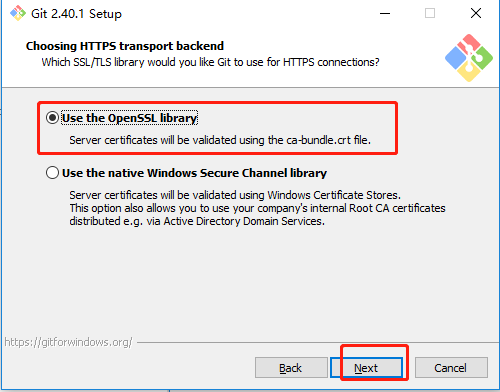 Git 2.40.1 Setup
Choosing HTTPS transport backend
Which SSL/TLS library would you like Git to use for HTTPS connections?
Use the OpenSSL library
Server certificates will be validated using the ca-bundle.crt file.
Use the native Windows Secure Channel library
Server certificates will be validated using Windows Certificate Stores.
This option also allows you to use your company's internal Root CA certificates
distributed e.g. via Active Directory Domain Services.
https://gitforwindows.org/
Back Next Cancel